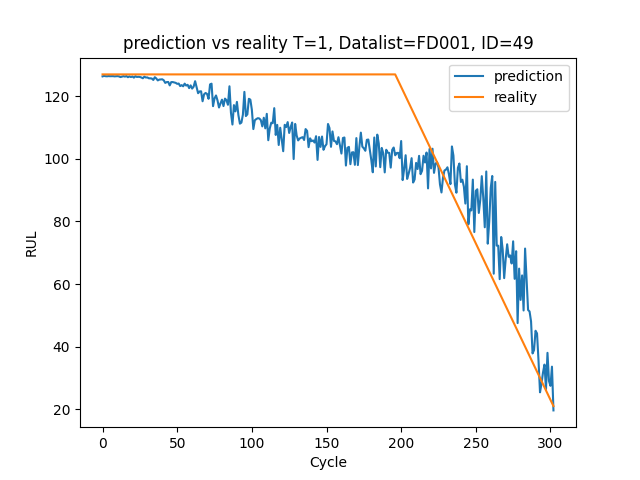 prediction vs reality T=1, Datalist=FD001, ID=49
prediction
reality
RUL
120
100
80
60
40
20
0 50 100 150 200 250 300
Cycle